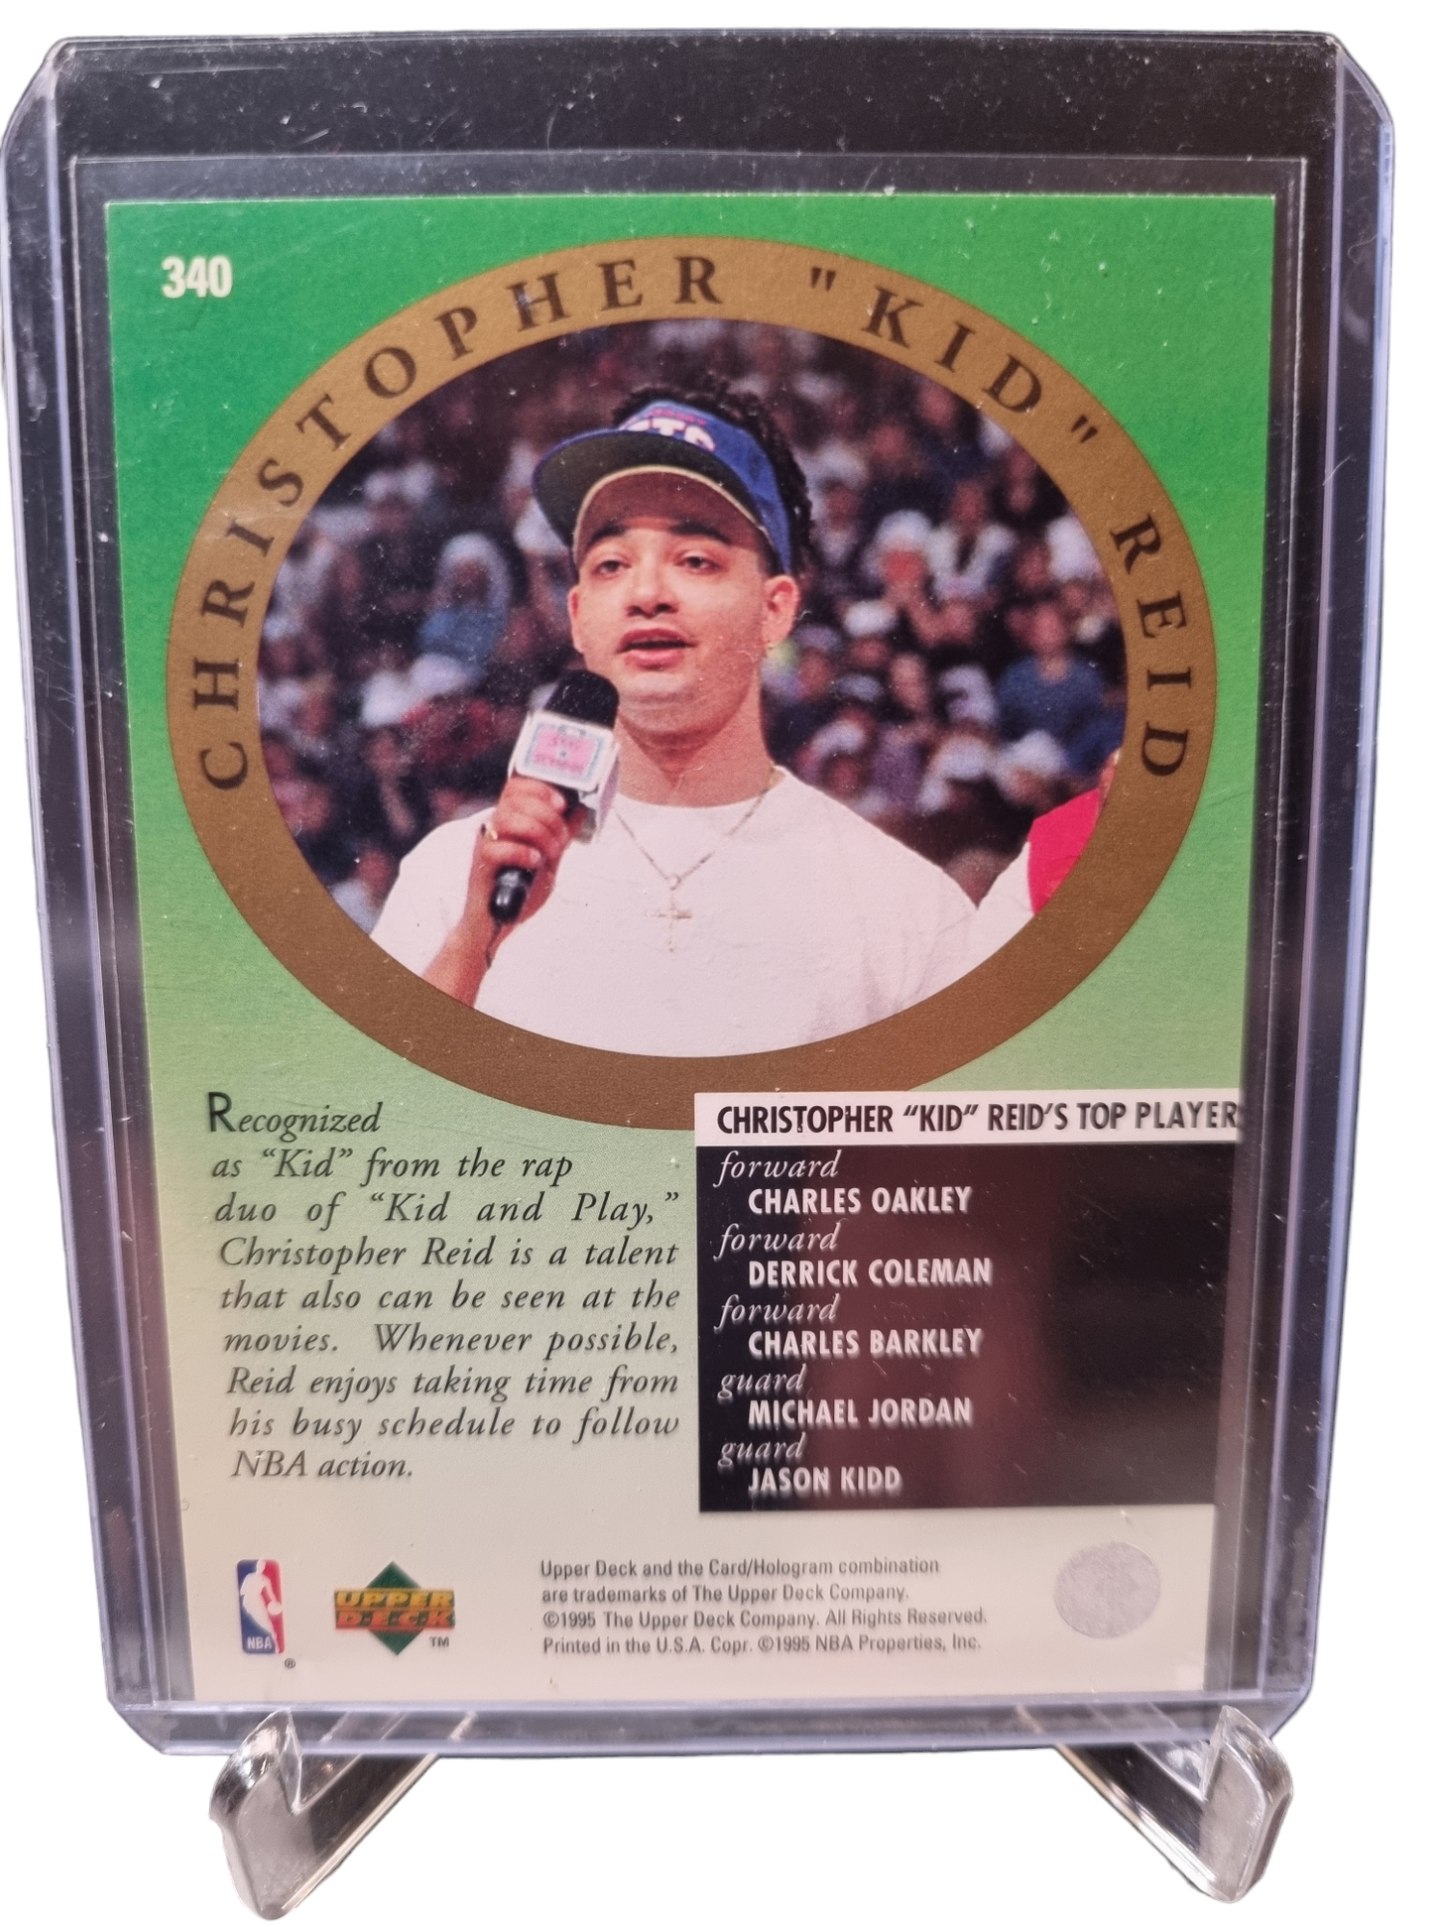 340
CHRISTOPHER "KID" REID
Recognized
as “Kid” from the rap
duo of “Kid and Play,”
Christopher Reid is a talent
that also can be seen at the
movies. Whenever possible,
Reid enjoys taking time from
his busy schedule to follow
NBA action.
CHRISTOPHER “KID” REID’S TOP PLAYER
forward
CHARLES OAKLEY
forward
DERRICK COLEMAN
forward
CHARLES BARKLEY
guard
MICHAEL JORDAN
guard
JASON KIDD
NBA
®
UPPER
DECK
TM
Upper Deck and the Card/Hologram combination
are trademarks of The Upper Deck Company.
©1995 The Upper Deck Company. All Rights Reserved.
Printed in the U.S.A. Copr. ©1995 NBA Properties, Inc.